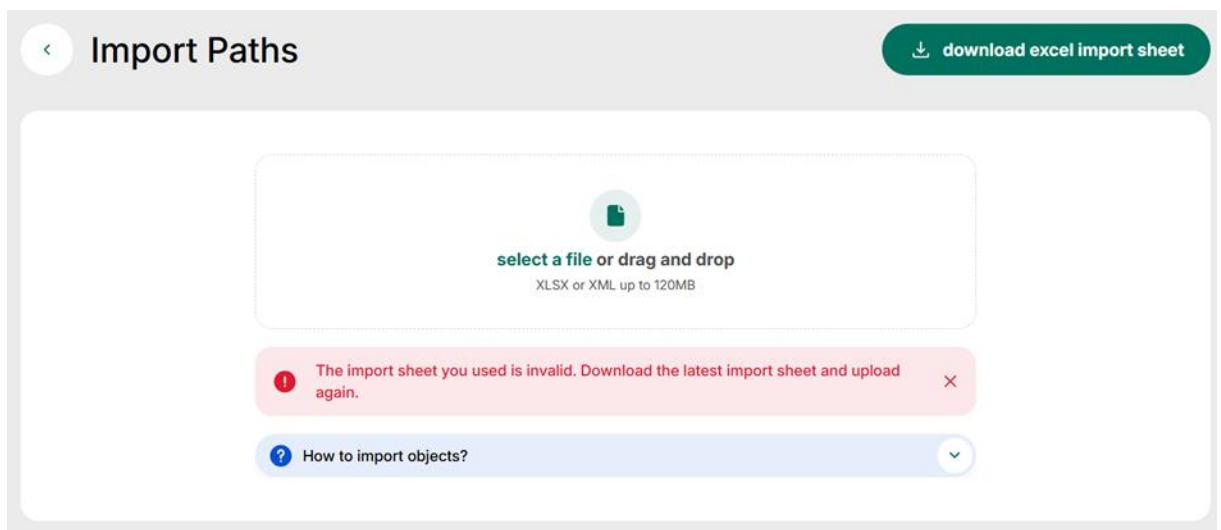 Import Paths
download excel import sheet
select a file or drag and drop
XLSX or XML up to 120MB
The import sheet you used is invalid. Download the latest import sheet and upload
again.
How to import objects?